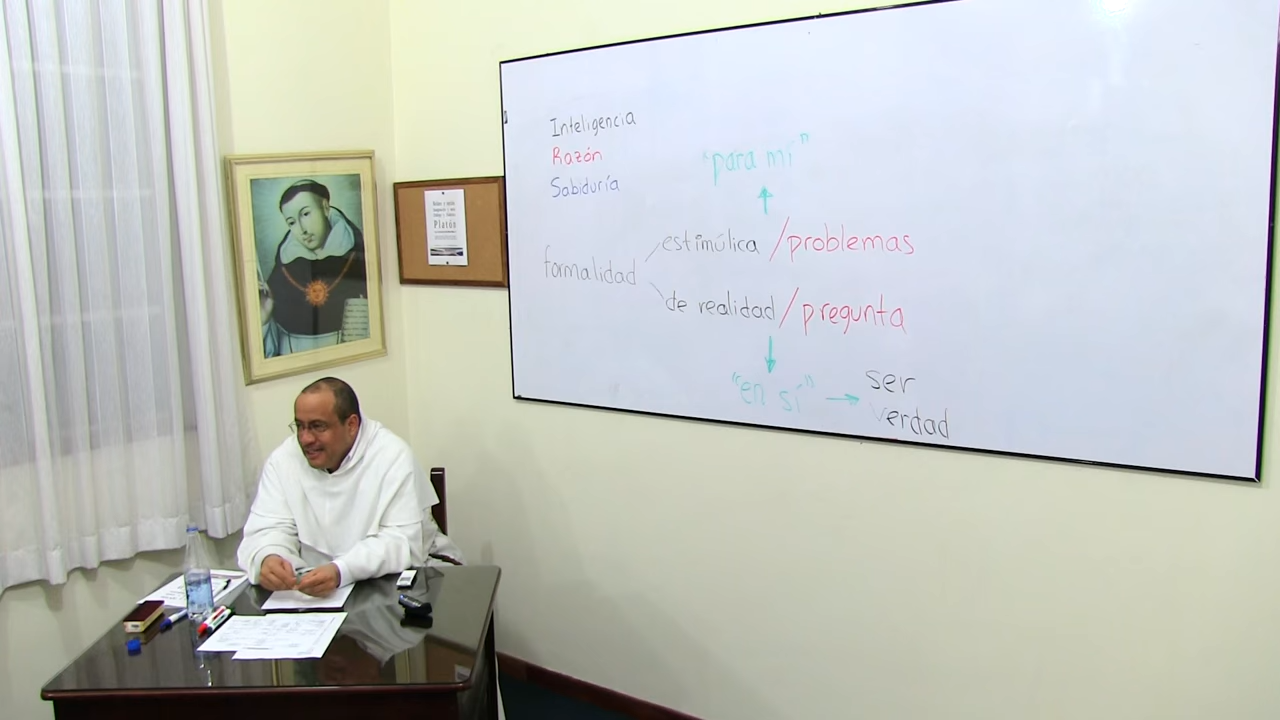 Inteligencia
Razón
Sabiduría
"para mí"
formalidad
estimúlica / problemas
de realidad / pregunta
"en sí" → ser
verdad
Platón